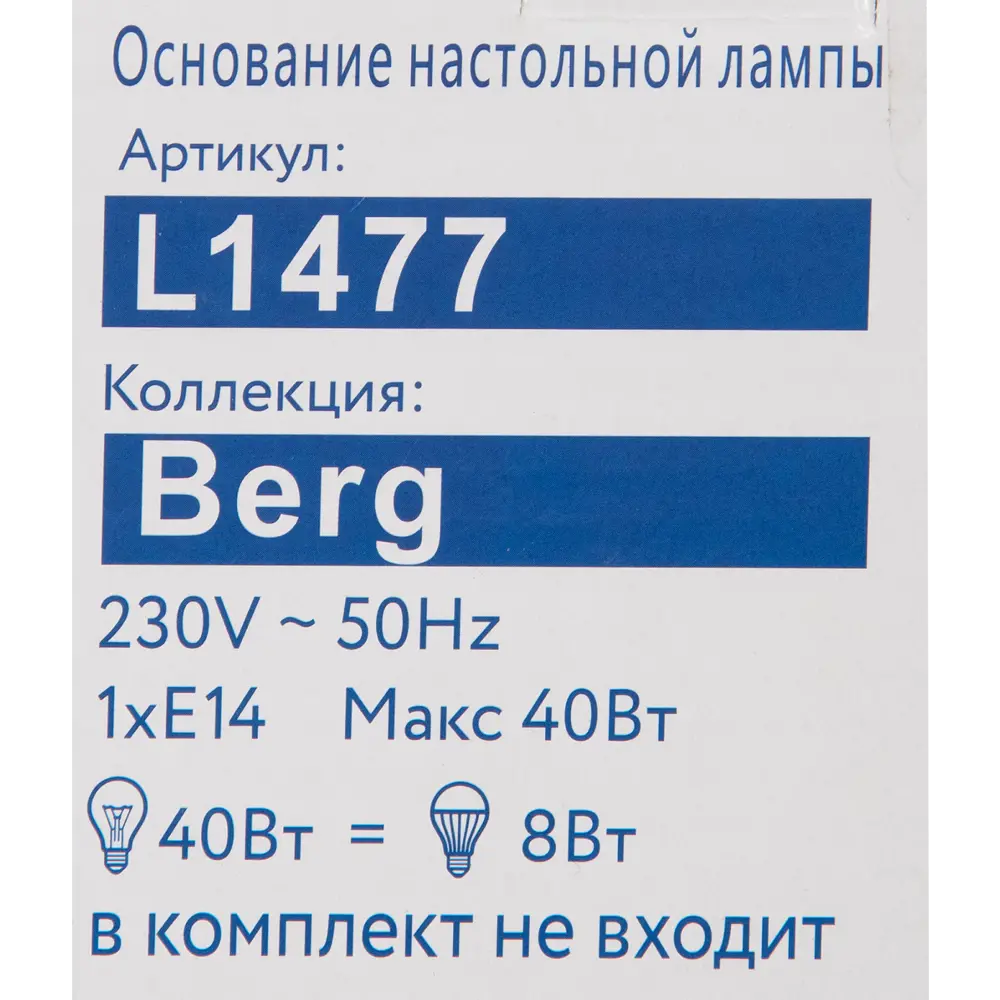 Основание настольной лампы
Артикул:
L1477
Коллекция:
Berg
230V ~ 50Hz
1xE14 Макс 40Вт
40Вт = 8Вт
в комплект не входит